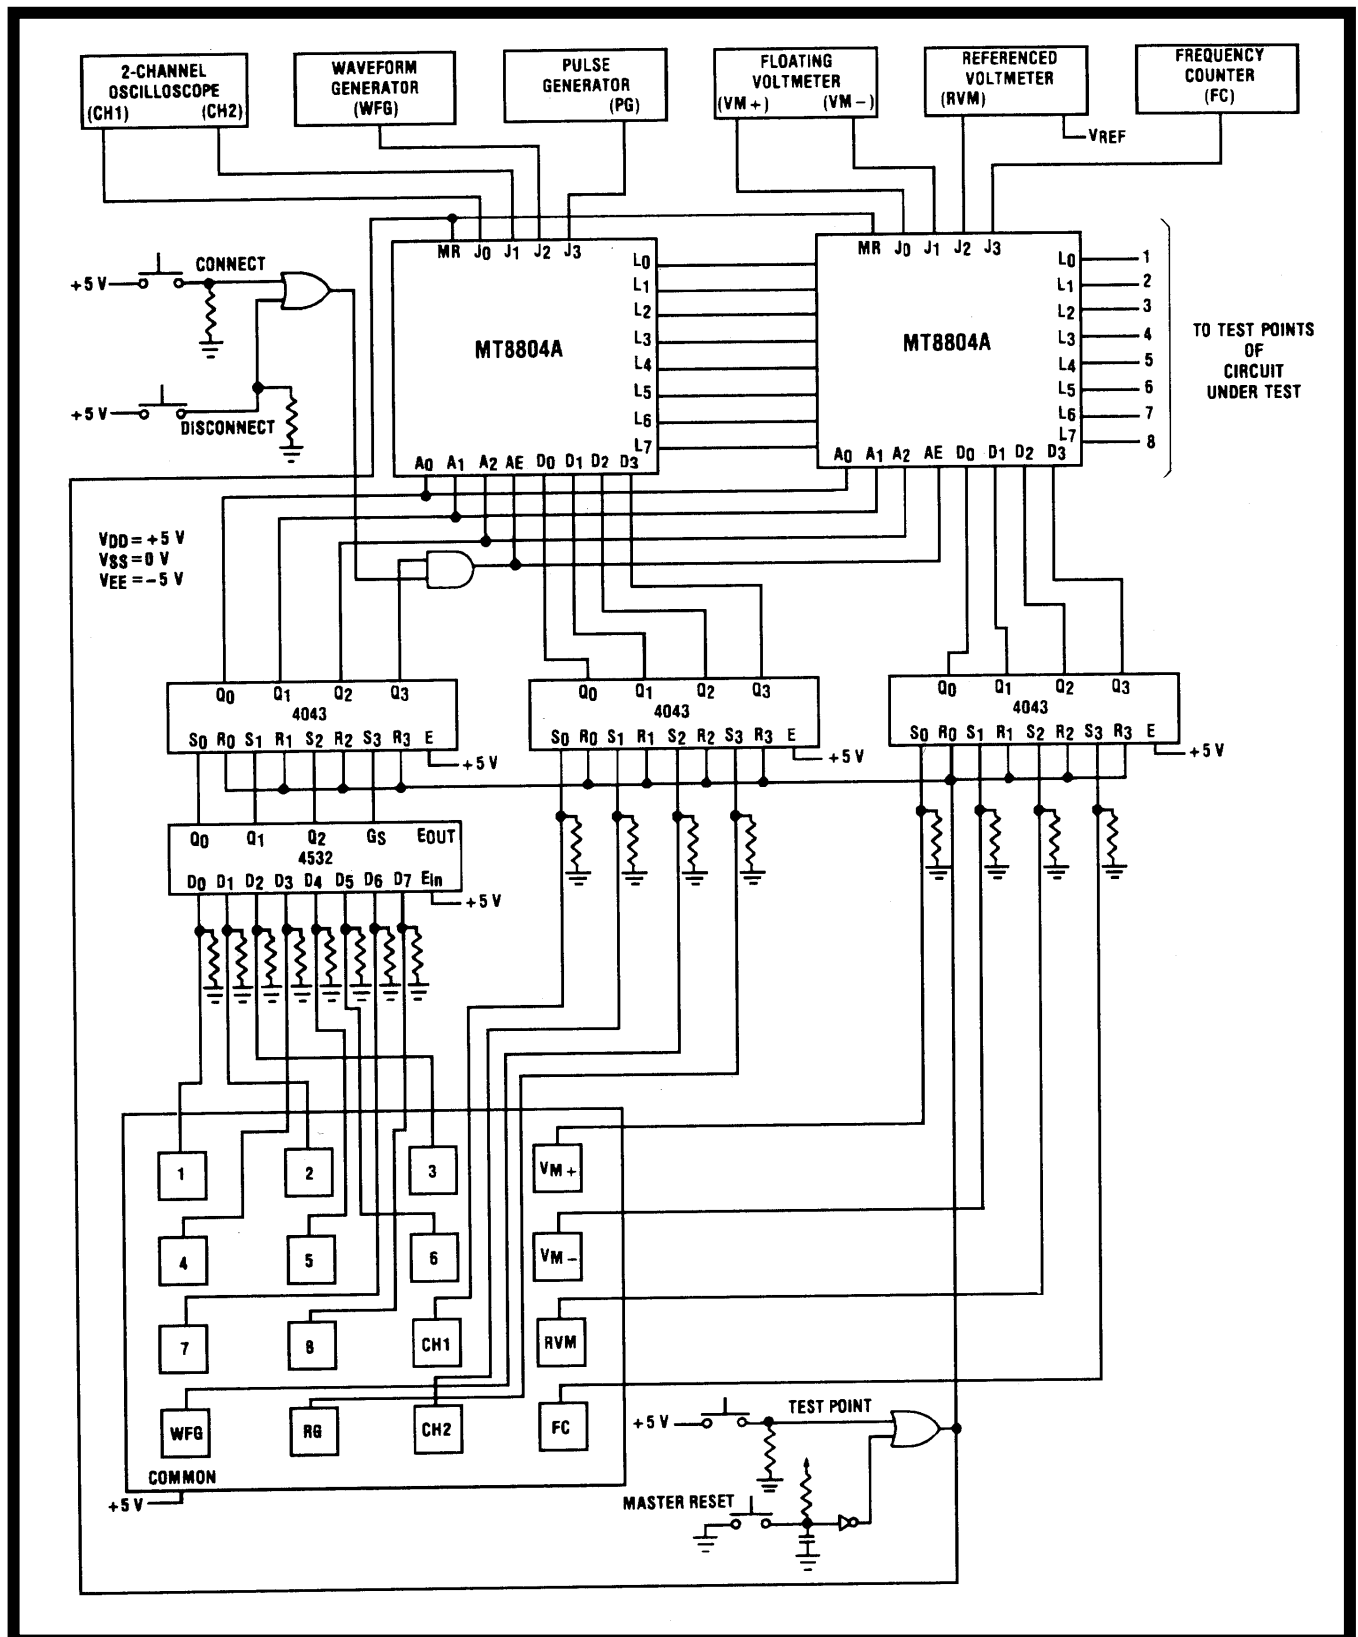 2-CHANNEL
OSCILLOSCOPE
(CH1) (CH2)
WAVEFORM
GENERATOR
(WFG)
PULSE
GENERATOR
(PG)
FLOATING
VOLTMETER
(VM+) (VM-)
REFERENCED
VOLTMETER
(RVM)
VREF
FREQUENCY
COUNTER
(FC)
MR J0 J1 J2 J3
L0
L1
L2
L3
L4
L5
L6
L7
MT8804A
A0 A1 A2 AE D0 D1 D2 D3
MR J0 J1 J2 J3
L0 1
L1 2
L2 3
L3 4
L4 5
L5 6
L6 7
L7 8
MT8804A
A0 A1 A2 AE D0 D1 D2 D3
TO TEST POINTS
OF
CIRCUIT
UNDER TEST
+5 V
CONNECT
+5 V
DISCONNECT
VDD = +5 V
VSS = 0 V
VEE = -5 V
Q0 Q1 Q2 Q3
4043
S0 R0 S1 R1 S2 R2 S3 R3 E
+5 V
Q0 Q1 Q2 Q3
4043
S0 R0 S1 R1 S2 R2 S3 R3 E
+5 V
Q0 Q1 Q2 Q3
4043
S0 R0 S1 R1 S2 R2 S3 R3 E
+5 V
Q0 Q1 Q2 GS EOUT
4532
D0 D1 D2 D3 D4 D5 D6 D7 Ein
+5 V
1 2 3 VM+
4 5 6 VM-
7 8 CH1 RVM
WFG RG CH2 FC
COMMON
+5 V
+5 V
TEST POINT
MASTER RESET